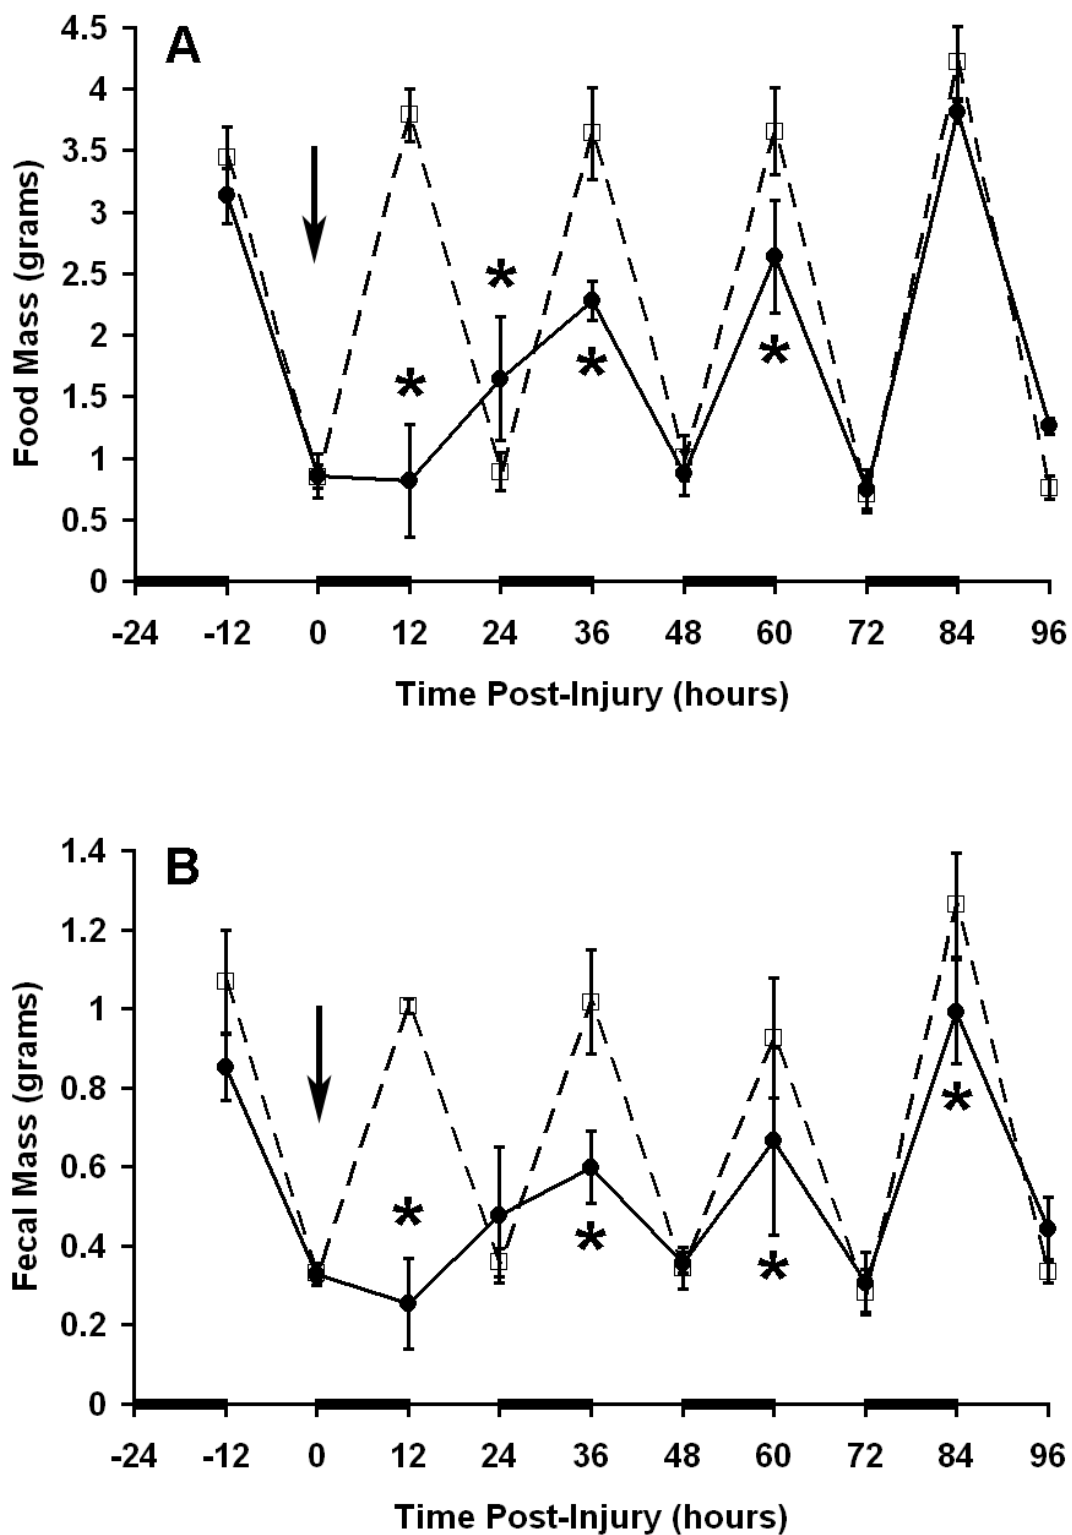 A
4.5
4
3.5
3
2.5
2
1.5
1
0.5
0
Food Mass (grams)
* * * *
-24 -12 0 12 24 36 48 60 72 84 96
Time Post-Injury (hours)
B
1.4
1.2
1
0.8
0.6
0.4
0.2
0
Fecal Mass (grams)
* * * *
-24 -12 0 12 24 36 48 60 72 84 96
Time Post-Injury (hours)